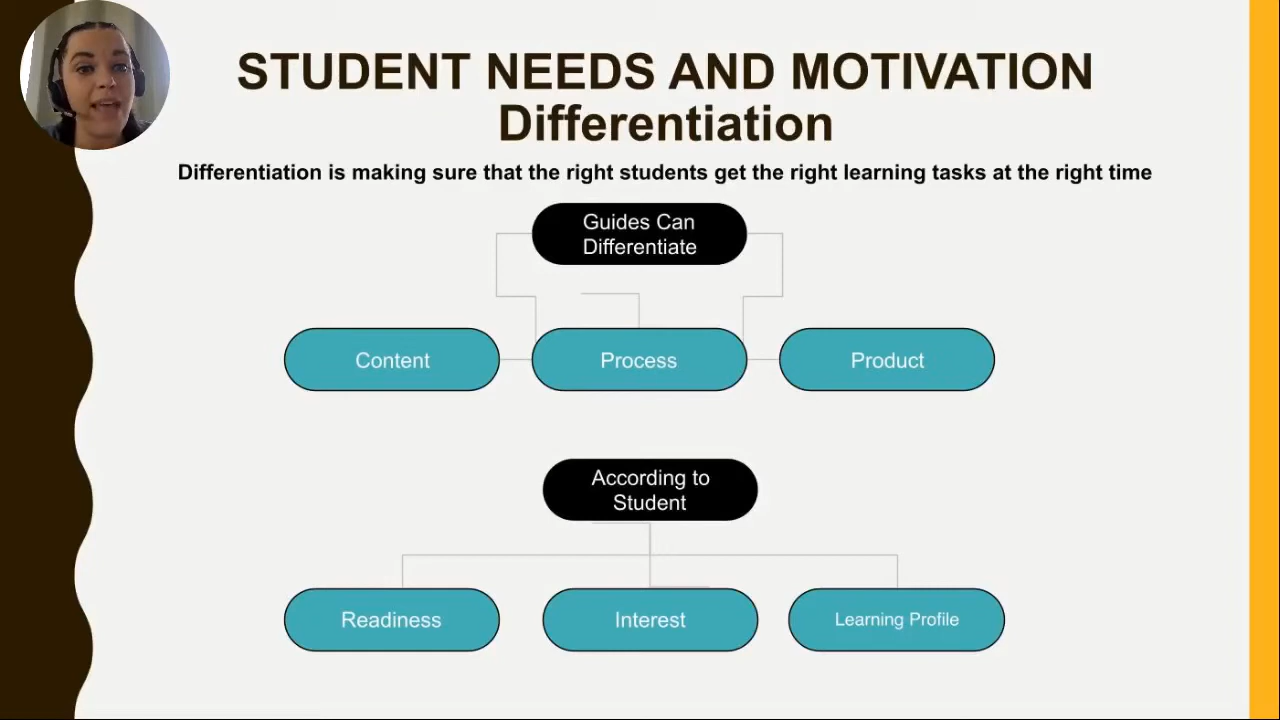 STUDENT NEEDS AND MOTIVATION
Differentiation
Differentiation is making sure that the right students get the right learning tasks at the right time
Guides Can
Differentiate
Content
Process
Product
According to
Student
Readiness
Interest
Learning Profile